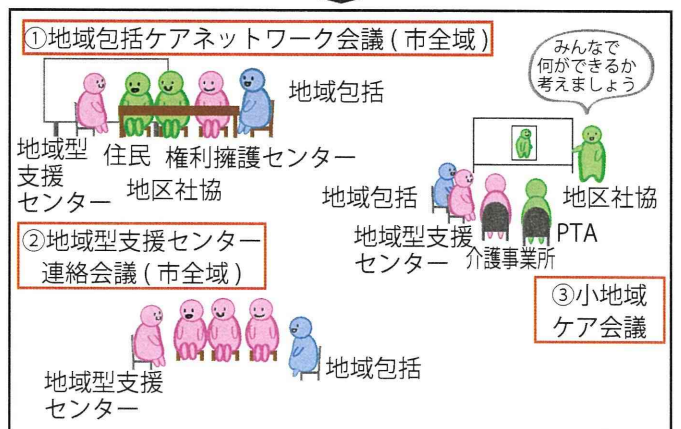 ①地域包括ケアネットワーク会議(市全域)
地域包括
地域型
支援
センター
住民
権利擁護センター
地区社協
みんなで
何ができるか
考えましょう
地域包括
地区社協
地域型支援
センター
介護事業所
PTA
②地域型支援センター
連絡会議(市全域)
③小地域
ケア会議
地域型支援
センター
地域包括